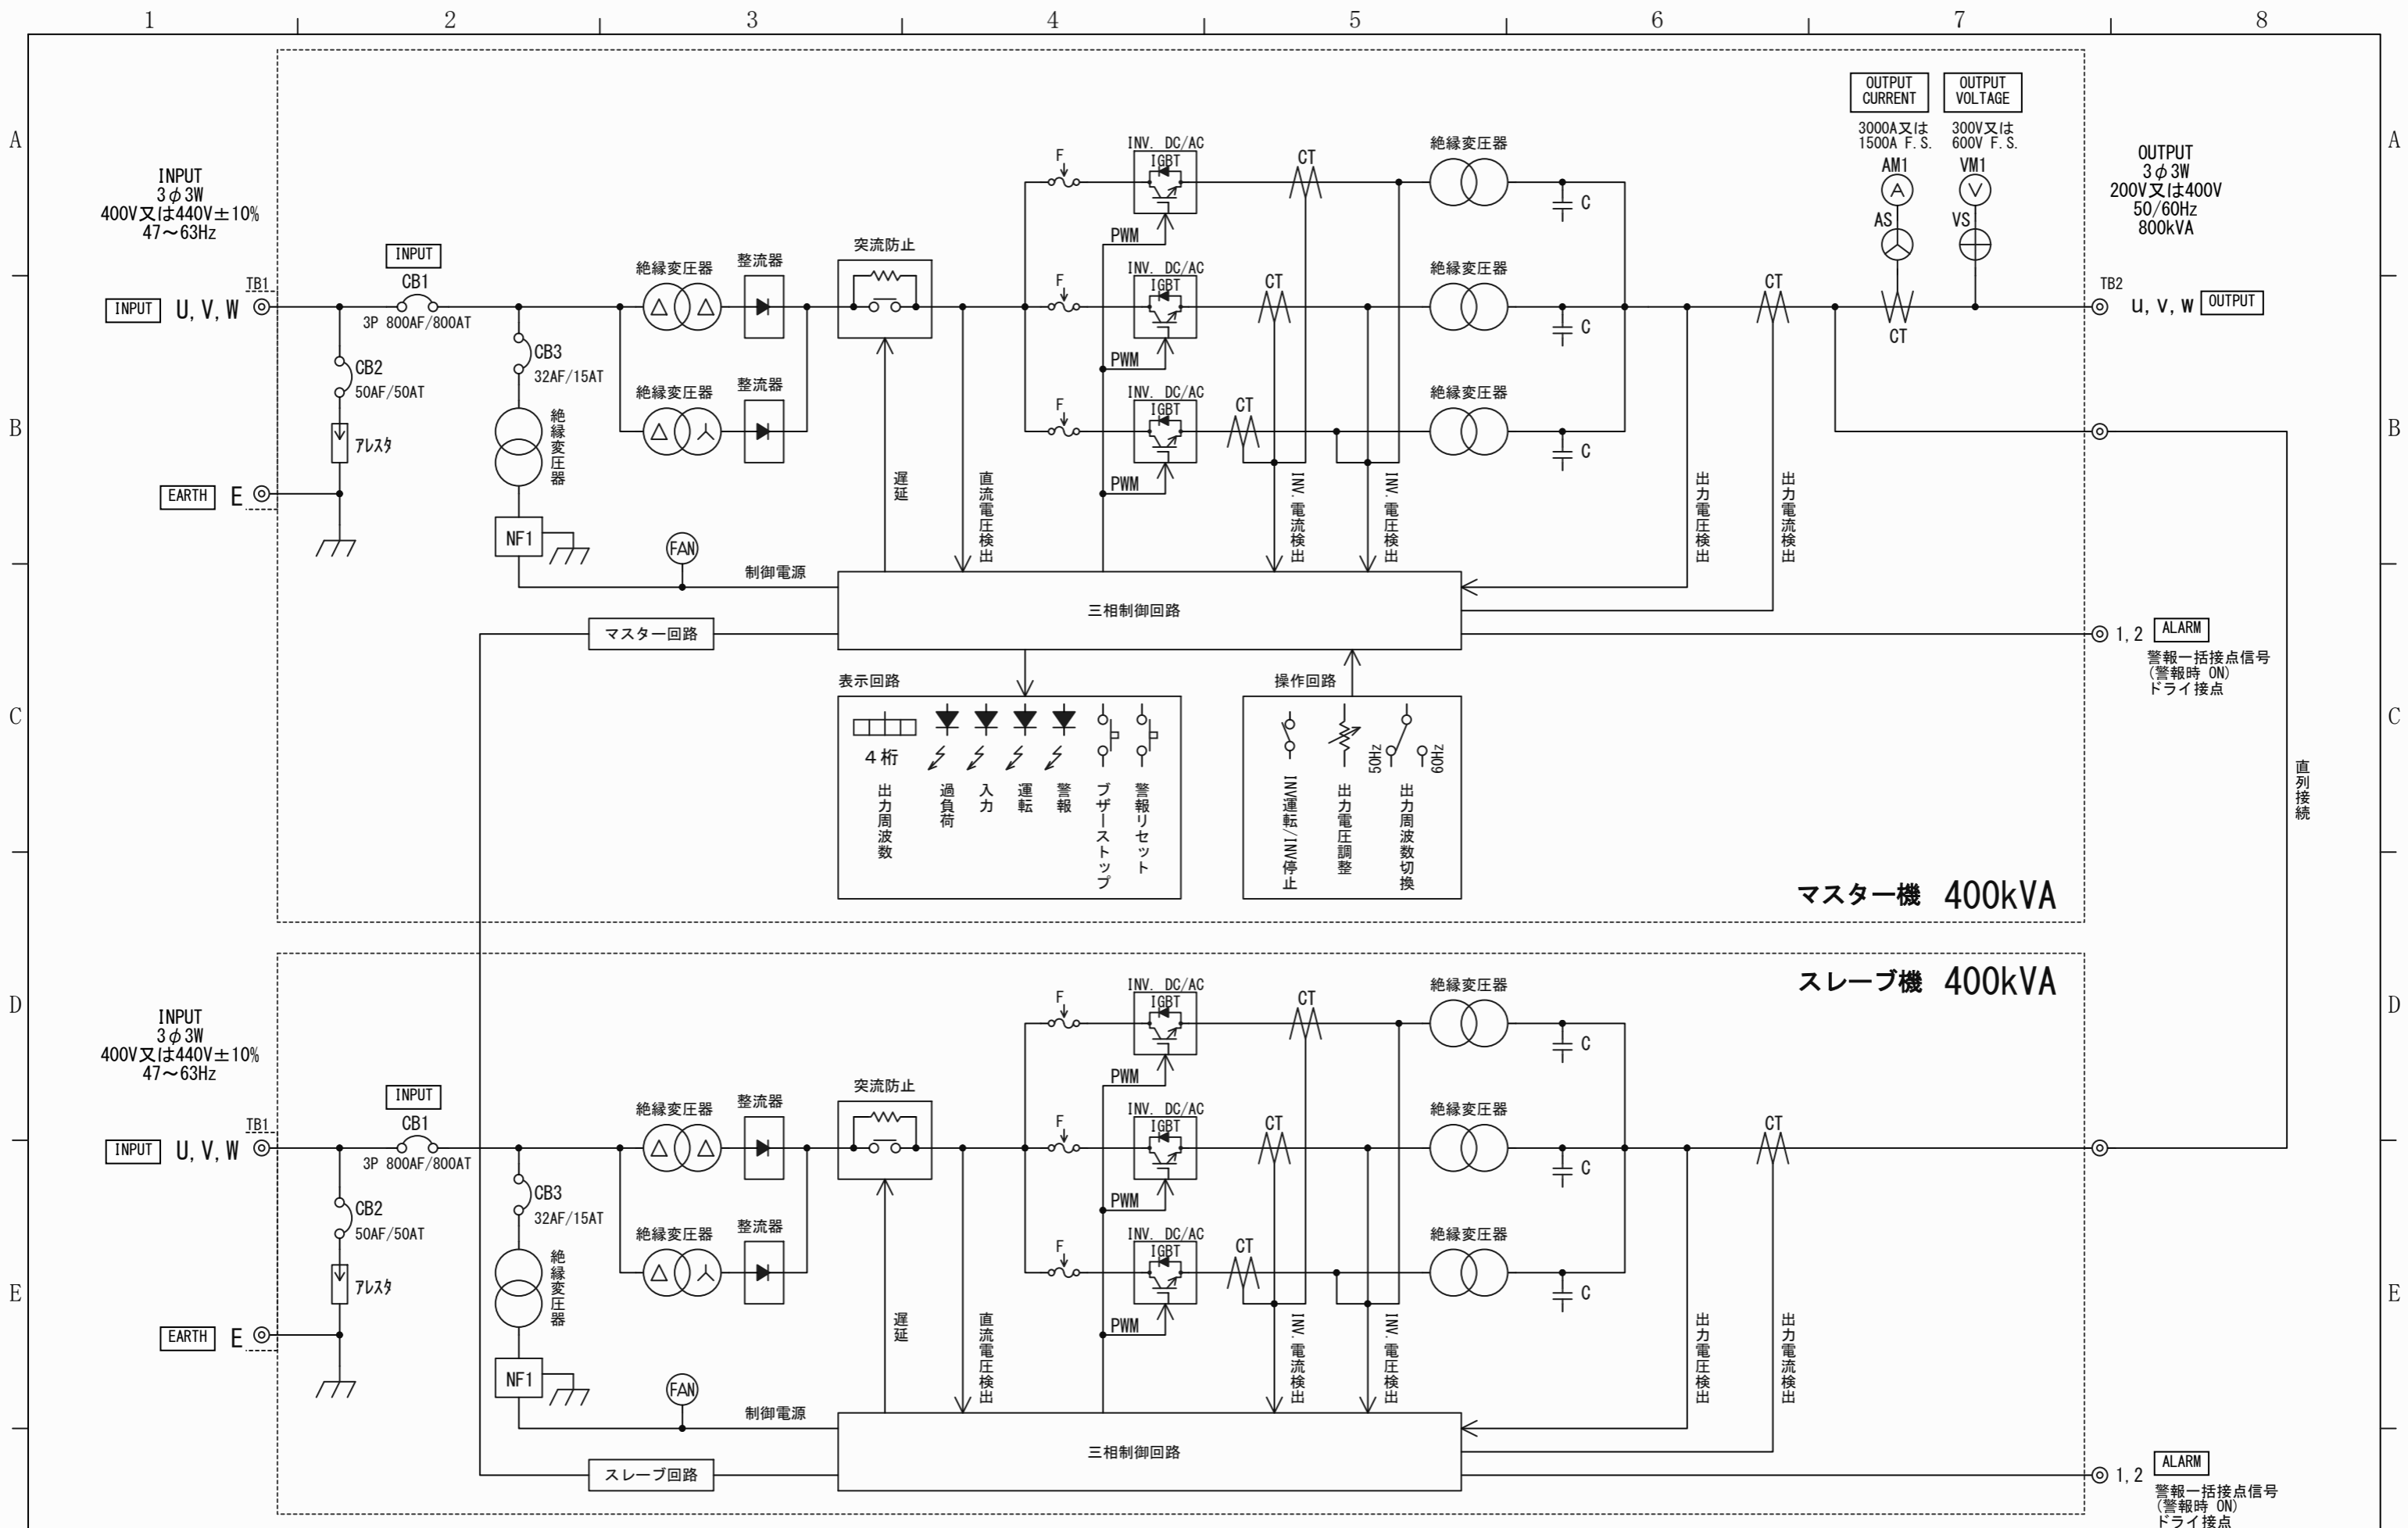 1 2 3 4 5 6 7 8
A
A
INPUT
3φ3W
400V又は440V±10%
47～63Hz
INPUT
CB1
3P 800AF/800AT
TB1
INPUT U,V,W
CB2
50AF/50AT
アレスタ
EARTH E
CB3
32AF/15AT
絶縁変圧器
NF1
FAN
制御電源
絶縁変圧器
整流器
絶縁変圧器
整流器
突流防止
遅延
直流電圧検出
F
INV. DC/AC
IGBT
PWM
CT
絶縁変圧器
C
F
INV. DC/AC
IGBT
PWM
CT
絶縁変圧器
C
F
INV. DC/AC
IGBT
PWM
CT
絶縁変圧器
C
INV.電流検出
INV.電圧検出
出力電圧検出
CT
出力電流検出
OUTPUT
CURRENT
3000A又は
1500A F.S.
AM1
A
AS
CT
OUTPUT
VOLTAGE
300V又は
600V F.S.
VM1
V
VS
OUTPUT
3φ3W
200V又は400V
50/60Hz
800kVA
TB2
u,v,w OUTPUT
B
B
三相制御回路
マスター回路
1,2 ALARM
警報一括接点信号
(警報時 ON)
ドライ接点
C
C
表示回路
4桁
出力周波数
過負荷
入力
運転
警報
ブザーストップ
警報リセット
操作回路
INV運転/INV停止
出力電圧調整
50Hz
60Hz
出力周波数切換
直列接続
マスター機 400kVA
スレーブ機 400kVA
D
D
INPUT
3φ3W
400V又は440V±10%
47～63Hz
INPUT
CB1
3P 800AF/800AT
TB1
INPUT U,V,W
CB2
50AF/50AT
アレスタ
EARTH E
CB3
32AF/15AT
絶縁変圧器
NF1
FAN
制御電源
絶縁変圧器
整流器
絶縁変圧器
整流器
突流防止
遅延
直流電圧検出
F
INV. DC/AC
IGBT
PWM
CT
絶縁変圧器
C
F
INV. DC/AC
IGBT
PWM
CT
絶縁変圧器
C
F
INV. DC/AC
IGBT
PWM
CT
絶縁変圧器
C
INV.電流検出
INV.電圧検出
出力電圧検出
CT
出力電流検出
E
E
三相制御回路
スレーブ回路
1,2 ALARM
警報一括接点信号
(警報時 ON)
ドライ接点